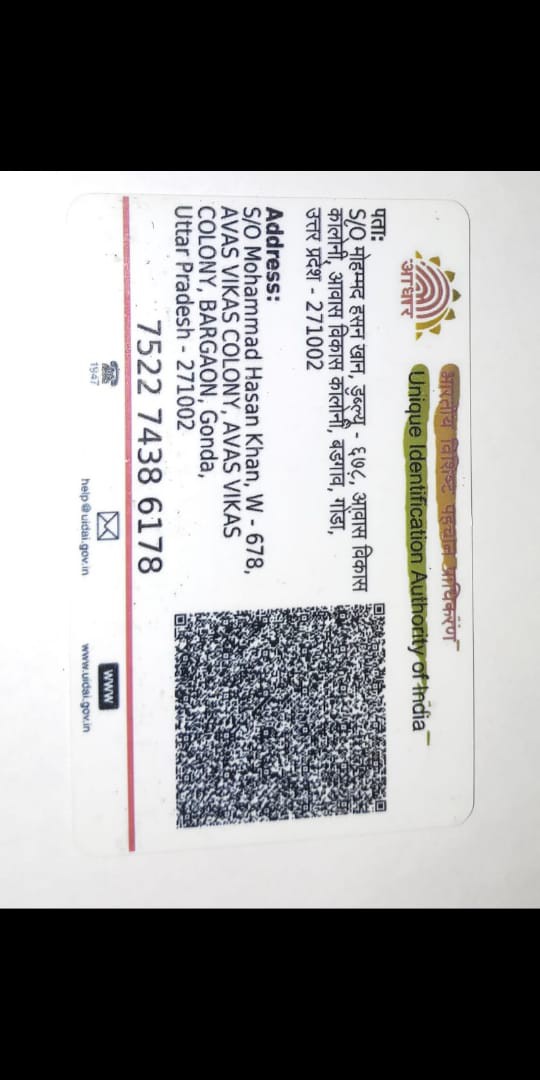 भारतीय विशिष्ट पहचान प्राधिकरण
Unique Identification Authority of India
आधार
पता:
S/O मोहम्मद हसन खान, डब्ल्यू - ६७८, आवास विकास
कालोनी, आवास विकास कालोनी, बड़गांव, गोंडा,
उत्तर प्रदेश - 271002
Address:
S/O Mohammad Hasan Khan, W - 678,
AVAS VIKAS COLONY, AVAS VIKAS
COLONY, BARGAON, Gonda,
Uttar Pradesh - 271002
7522 7438 6178
1947
help@uidai.gov.in
www
www.uidai.gov.in